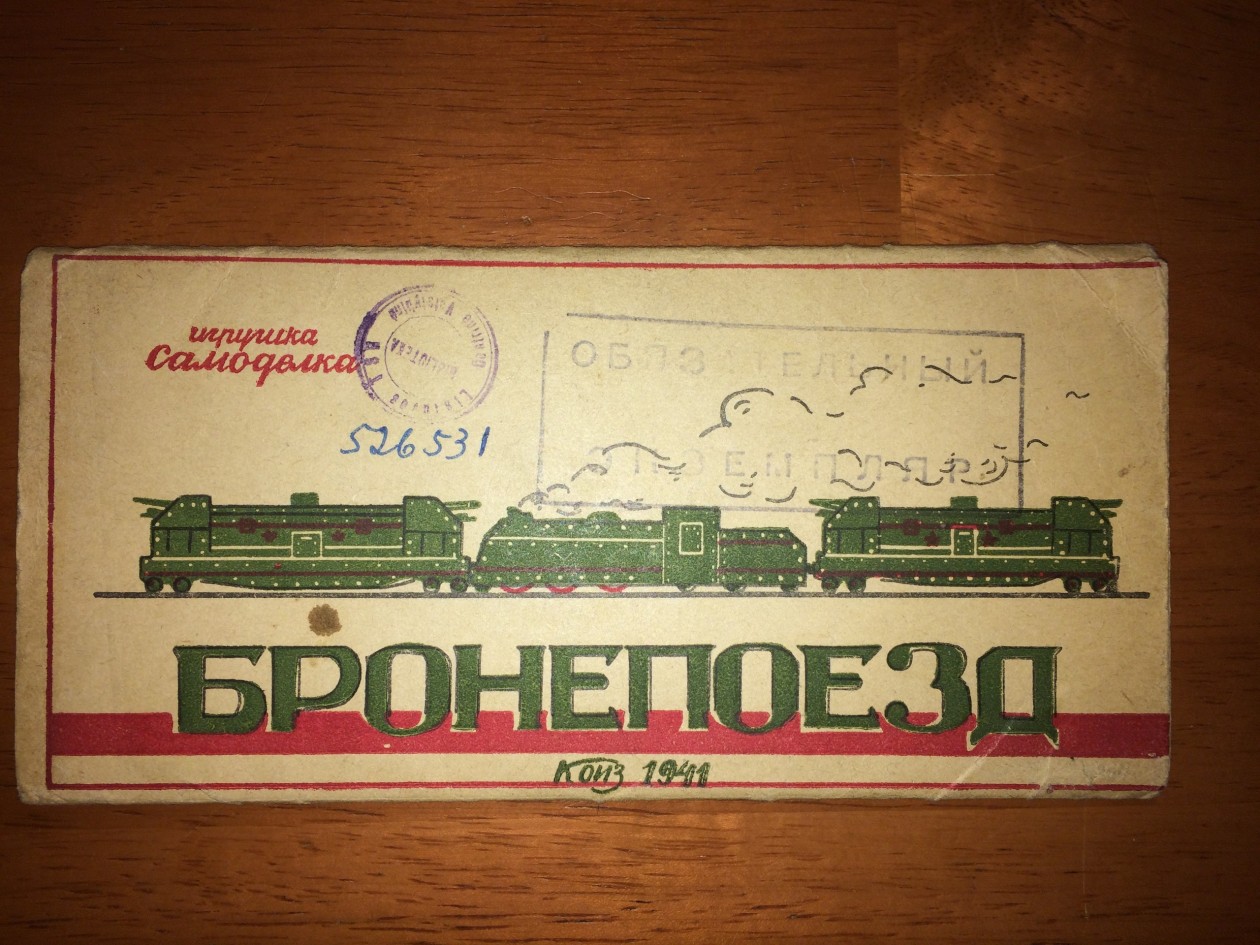 игрушка
самоделка
526531
ОБЯЗАТЕЛЬНЫЙ
ЭКЗЕМПЛЯР
БРОНЕПОЕЗД
КОИЗ 1941